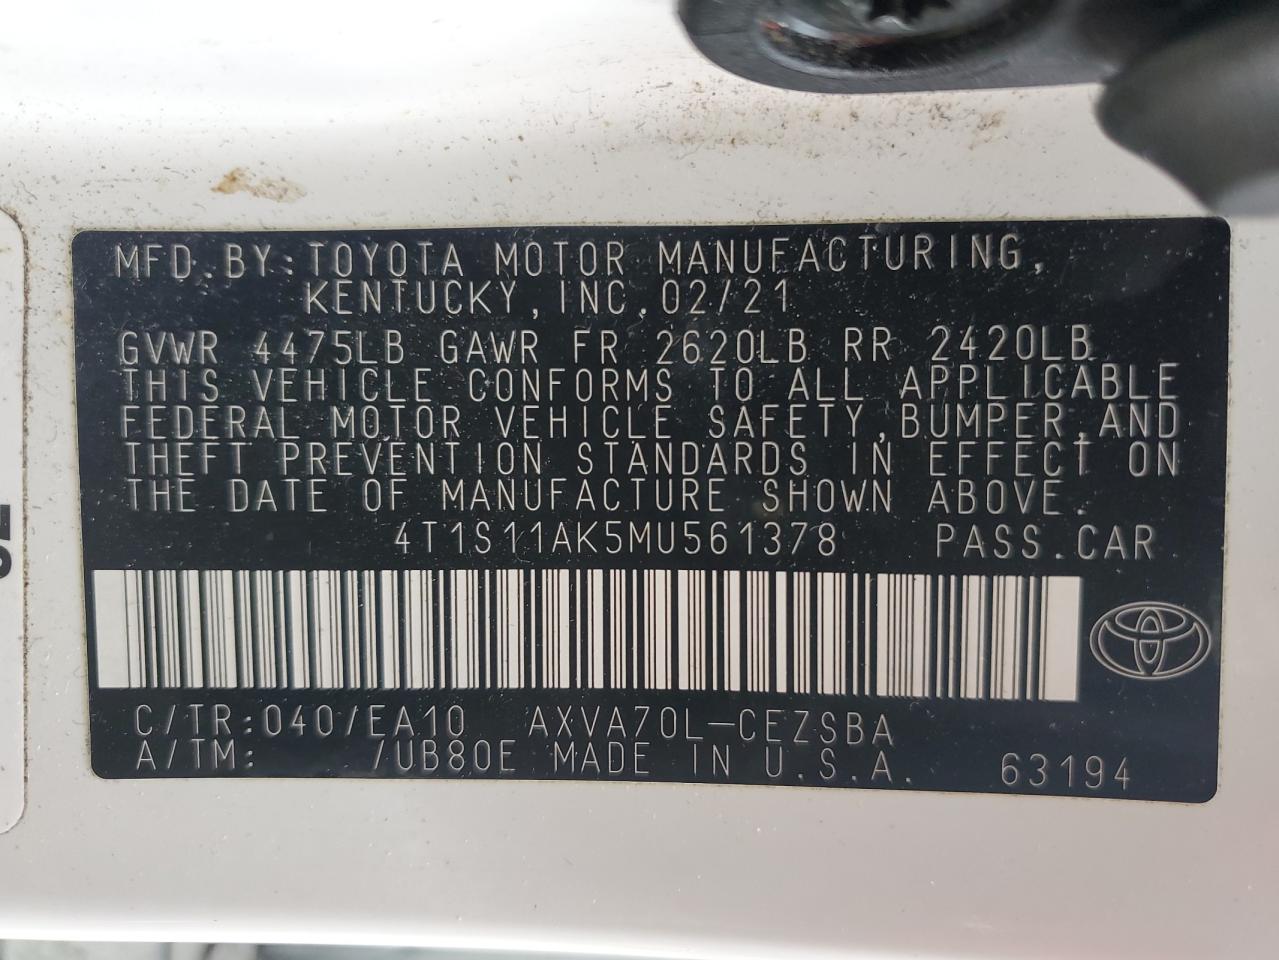 MFD.BY:TOYOTA MOTOR MANUFACTURING,
KENTUCKY,INC.02/21
GVWR 4475LB GAWR FR 2620LB RR 2420LB
THIS VEHICLE CONFORMS TO ALL APPLICABLE
FEDERAL MOTOR VEHICLE SAFETY,BUMPER,AND
THEFT PREVENTION STANDARDS IN EFFECT ON
THE DATE OF MANUFACTURE SHOWN ABOVE.
4T1S11AK5MU561378 PASS.CAR
C/TR:040/EA10 AXVA70L-CEZSBA
A/TM: /UB80E MADE IN U.S.A. 63194